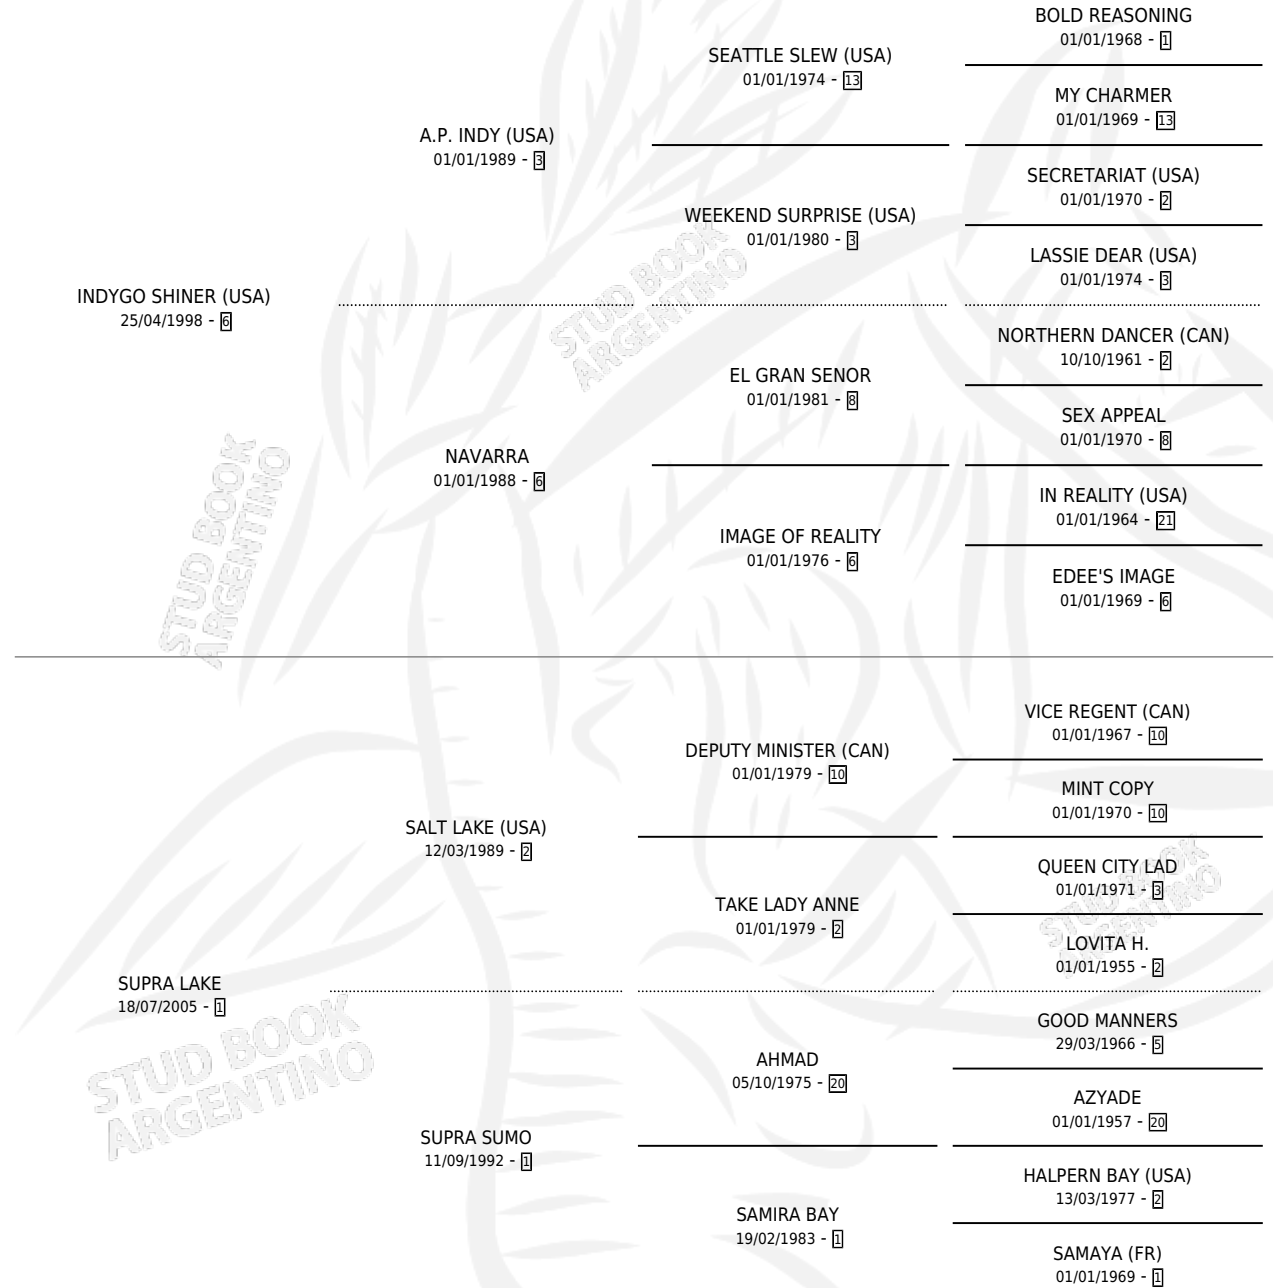 BOLD REASONING
01/01/1968 - 1
SEATTLE SLEW (USA)
01/01/1974 - 13
MY CHARMER
01/01/1969 - 13
A.P. INDY (USA)
01/01/1989 - 3
SECRETARIAT (USA)
01/01/1970 - 2
WEEKEND SURPRISE (USA)
01/01/1980 - 3
LASSIE DEAR (USA)
01/01/1974 - 3
INDYGO SHINER (USA)
25/04/1998 - 6
NORTHERN DANCER (CAN)
10/10/1961 - 2
EL GRAN SENOR
01/01/1981 - 8
SEX APPEAL
01/01/1970 - 8
NAVARRA
01/01/1988 - 6
IN REALITY (USA)
01/01/1964 - 21
IMAGE OF REALITY
01/01/1976 - 6
EDEE'S IMAGE
01/01/1969 - 6
VICE REGENT (CAN)
01/01/1967 - 10
DEPUTY MINISTER (CAN)
01/01/1979 - 10
MINT COPY
01/01/1970 - 10
SALT LAKE (USA)
12/03/1989 - 2
QUEEN CITY LAD
01/01/1971 - 3
TAKE LADY ANNE
01/01/1979 - 2
LOVITA H.
01/01/1955 - 2
SUPRA LAKE
18/07/2005 - 1
GOOD MANNERS
29/03/1966 - 5
AHMAD
05/10/1975 - 20
AZYADE
01/01/1957 - 20
SUPRA SUMO
11/09/1992 - 1
HALPERN BAY (USA)
13/03/1977 - 2
SAMIRA BAY
19/02/1983 - 1
SAMAYA (FR)
01/01/1969 - 1
STUD BOOK
ARGENTINO
STUD BOOK
ARGENTINO
STUD BOOK
ARGENTINO
STUD BOOK
ARGENTINO